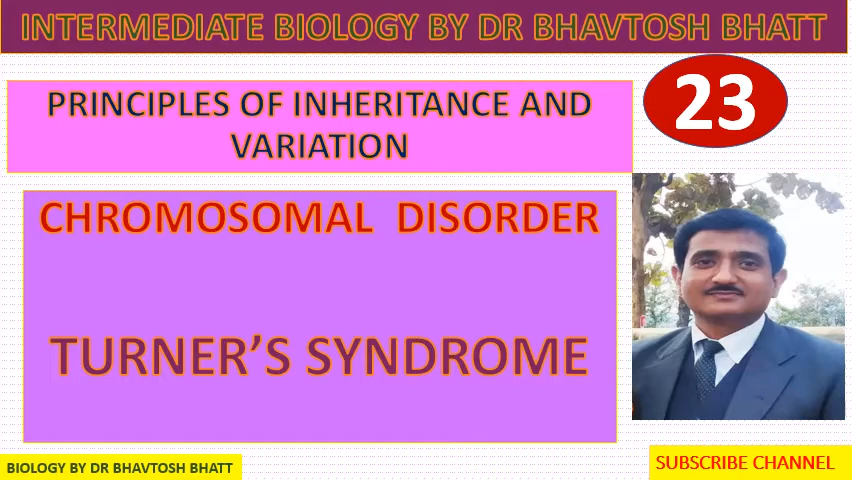 INTERMEDIATE BIOLOGY BY DR BHAVTOSH BHATT
PRINCIPLES OF INHERITANCE AND
VARIATION
23
CHROMOSOMAL DISORDER
TURNER’S SYNDROME
BIOLOGY BY DR BHAVTOSH BHATT
SUBSCRIBE CHANNEL